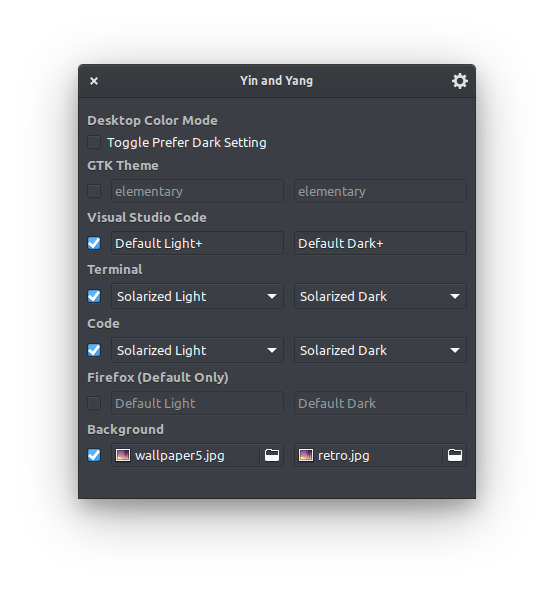 Yin and Yang
Desktop Color Mode
Toggle Prefer Dark Setting
GTK Theme
elementary elementary
Visual Studio Code
Default Light+ Default Dark+
Terminal
Solarized Light Solarized Dark
Code
Solarized Light Solarized Dark
Firefox (Default Only)
Default Light Default Dark
Background
wallpaper5.jpg retro.jpg